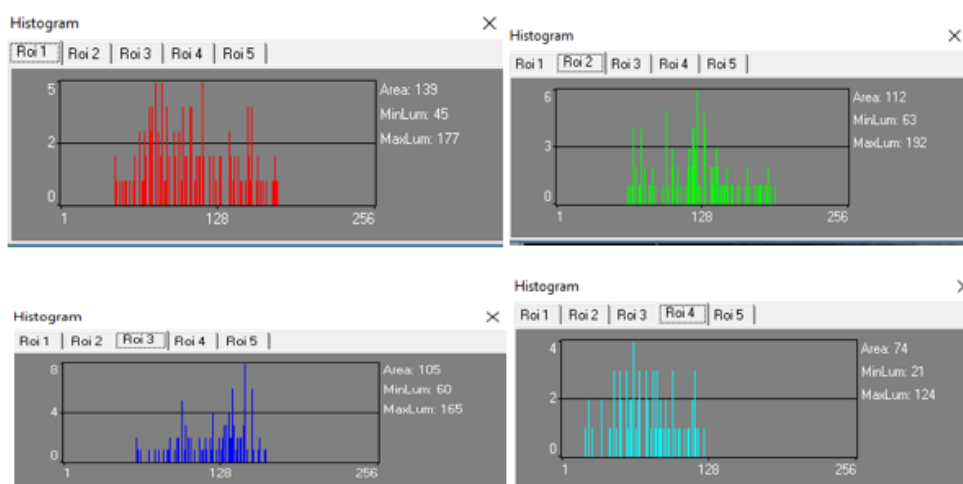 Histogram
Roi 1 Roi 2 Roi 3 Roi 4 Roi 5
5
2
0
1 128 256
Area: 139
MinLum: 45
MaxLum: 177
Histogram
Roi 1 Roi 2 Roi 3 Roi 4 Roi 5
6
3
0
1 128 256
Area: 112
MinLum: 63
MaxLum: 192
Histogram
Roi 1 Roi 2 Roi 3 Roi 4 Roi 5
8
4
0
1 128 256
Area: 105
MinLum: 60
MaxLum: 165
Histogram
Roi 1 Roi 2 Roi 3 Roi 4 Roi 5
4
2
0
1 128 256
Area: 74
MinLum: 21
MaxLum: 124